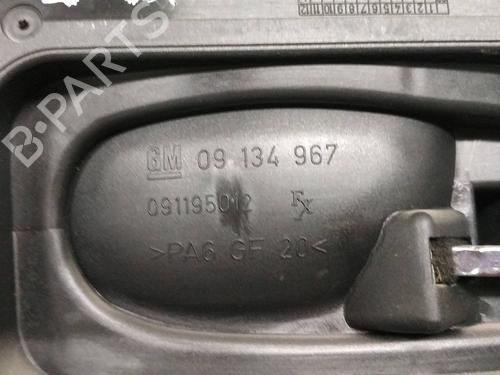 B-PARTS
GM 09 134 967
091195012 FX
>PA6 GF 20<